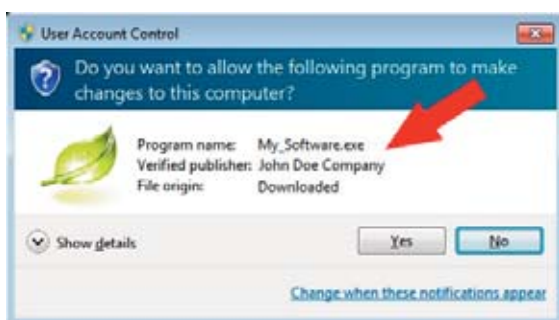 User Account Control
Do you want to allow the following program to make
changes to this computer?
Program name: My_Software.exe
Verified publisher: John Doe Company
File origin: Downloaded
Show details
Yes No
Change when these notifications appear